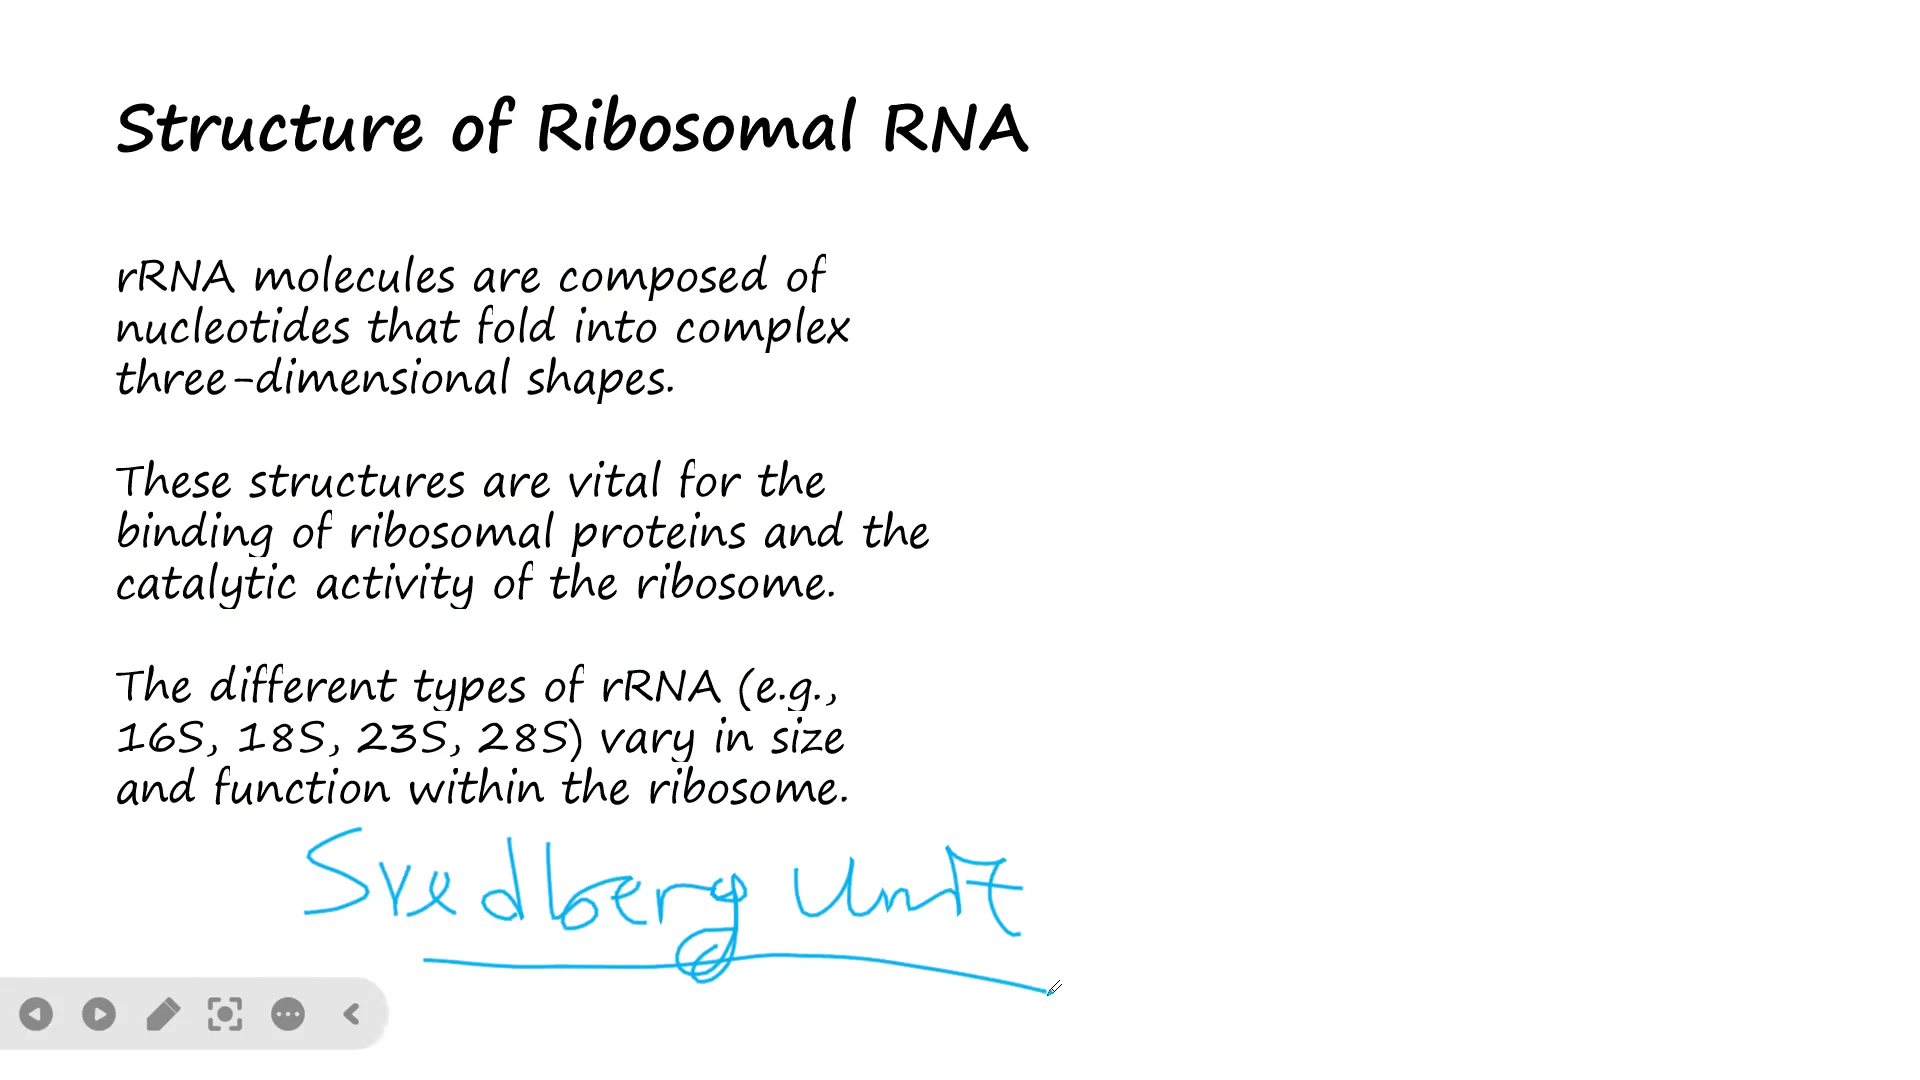 Structure of Ribosomal RNA
rRNA molecules are composed of
nucleotides that fold into complex
three-dimensional shapes.
These structures are vital for the
binding of ribosomal proteins and the
catalytic activity of the ribosome.
The different types of rRNA (e.g.,
16S, 18S, 23S, 28S) vary in size
and function within the ribosome.
Svedberg Unit